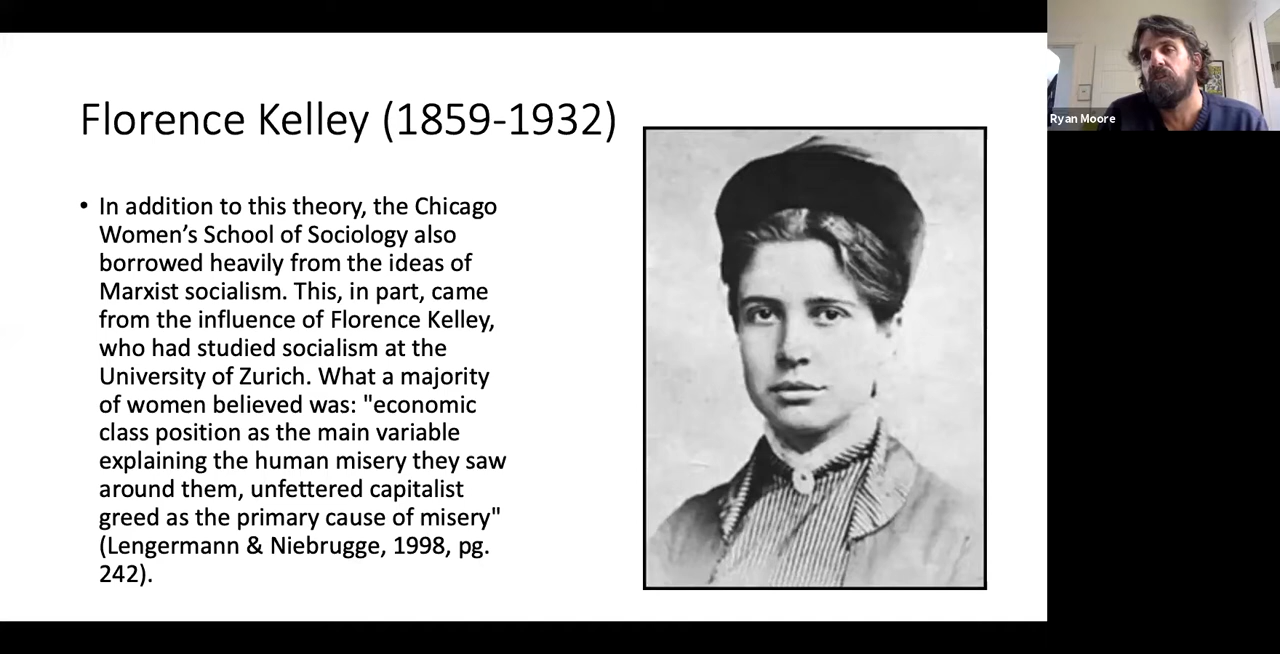 Florence Kelley (1859-1932)
• In addition to this theory, the Chicago
Women’s School of Sociology also
borrowed heavily from the ideas of
Marxist socialism. This, in part, came
from the influence of Florence Kelley,
who had studied socialism at the
University of Zurich. What a majority
of women believed was: "economic
class position as the main variable
explaining the human misery they saw
around them, unfettered capitalist
greed as the primary cause of misery"
(Lengermann & Niebrugge, 1998, pg.
242).
Ryan Moore